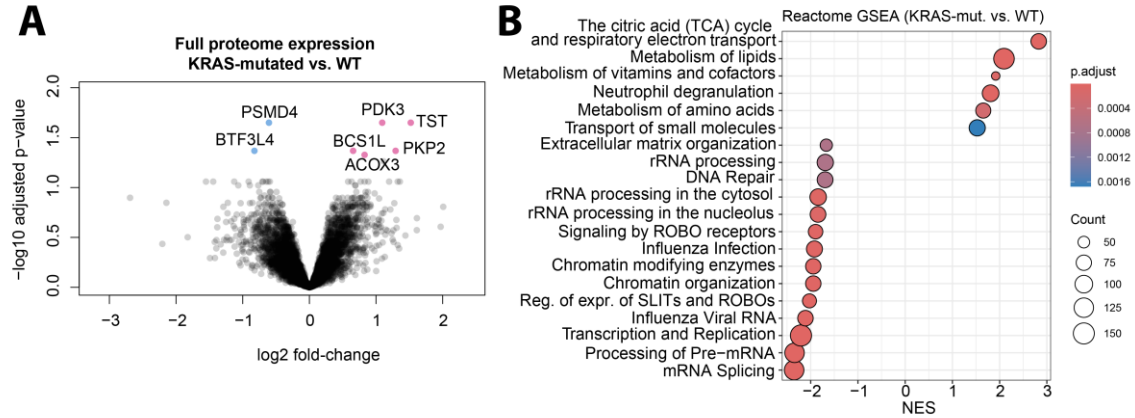 A
Full proteome expression
KRAS-mutated vs. WT
−log10 adjusted p-value
2.0
1.5
1.0
0.5
0.0
PSMD4
BTF3L4
PDK3
TST
BCS1L
PKP2
ACOX3
−3
−2
−1
0
1
2
log2 fold-change
B
Reactome GSEA (KRAS-mut. vs. WT)
The citric acid (TCA) cycle
and respiratory electron transport
Metabolism of lipids
Metabolism of vitamins and cofactors
Neutrophil degranulation
Metabolism of amino acids
Transport of small molecules
Extracellular matrix organization
rRNA processing
DNA Repair
rRNA processing in the cytosol
rRNA processing in the nucleolus
Signaling by ROBO receptors
Influenza Infection
Chromatin modifying enzymes
Chromatin organization
Reg. of expr. of SLITs and ROBOs
Influenza Viral RNA
Transcription and Replication
Processing of Pre-mRNA
mRNA Splicing
−2
−1
0
1
2
3
NES
p.adjust
0.0004
0.0008
0.0012
0.0016
Count
50
75
100
125
150